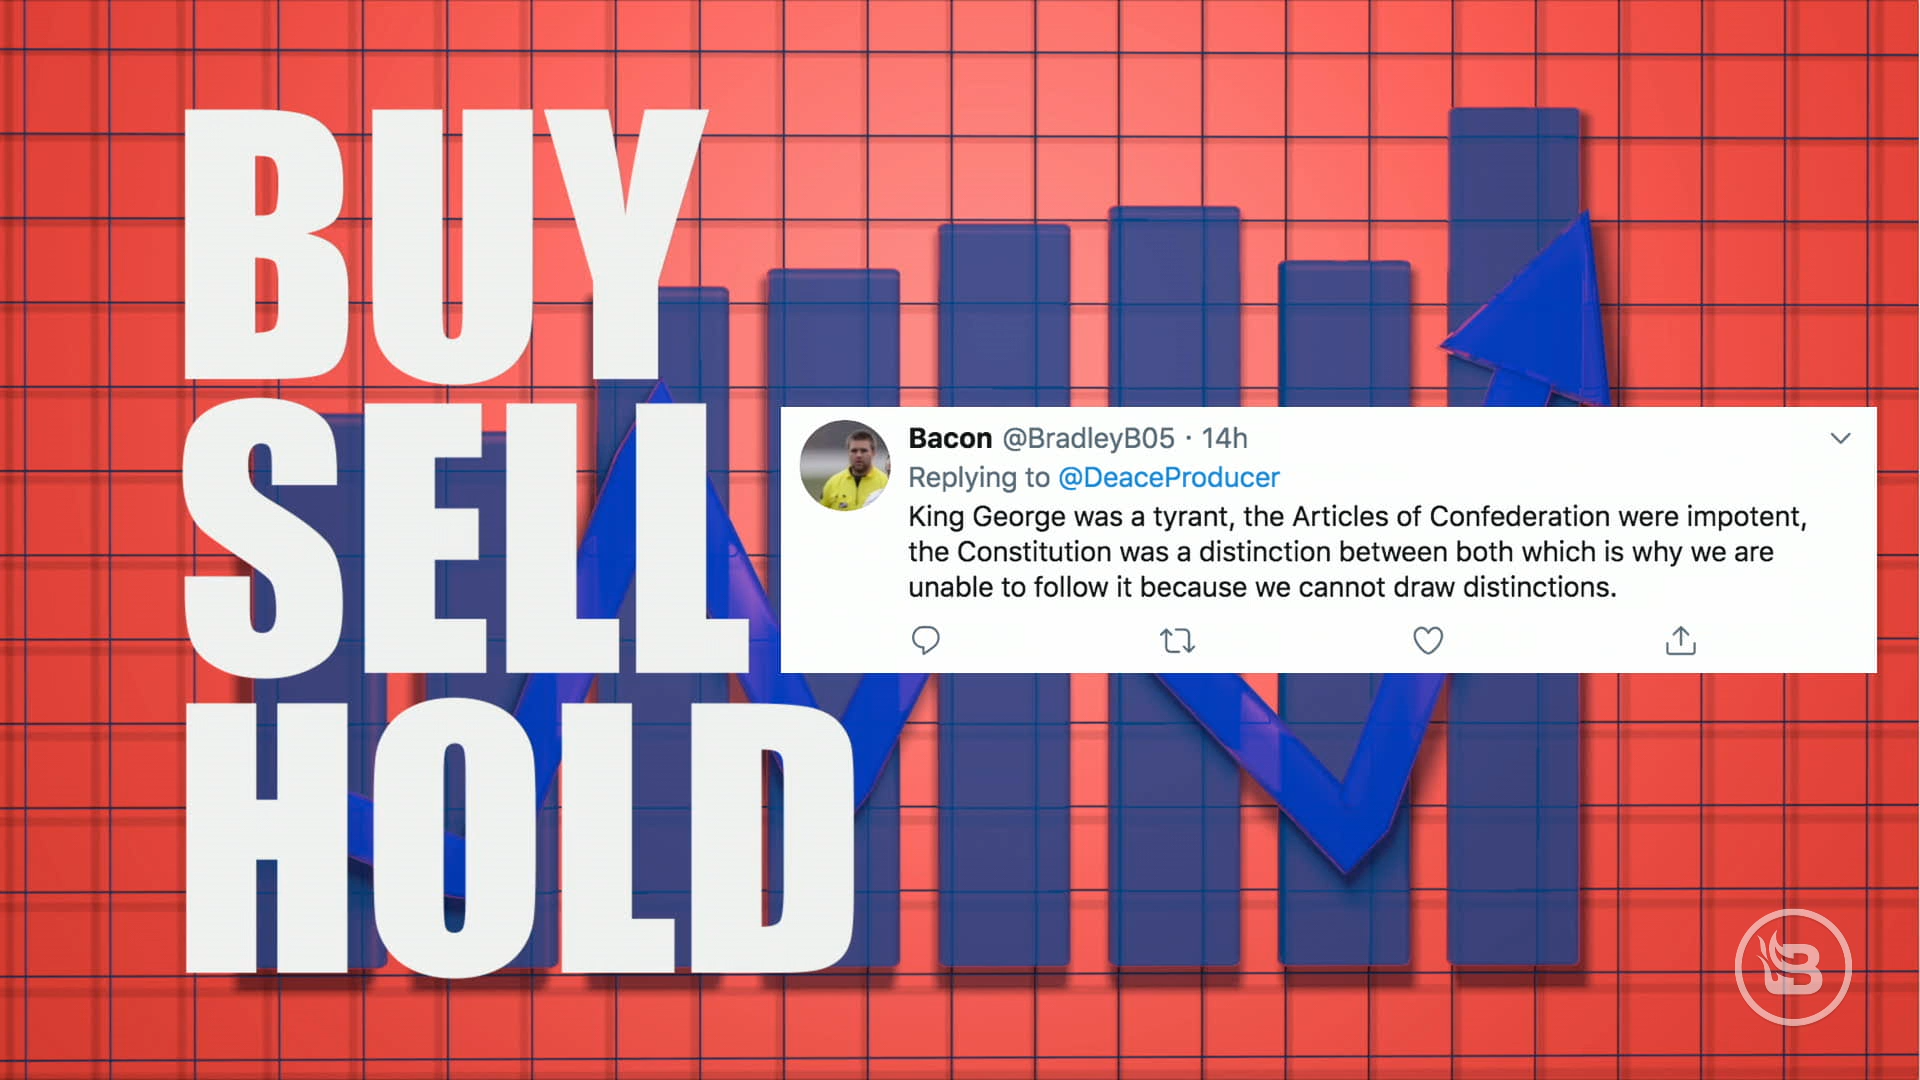 BUY
SELL
HOLD
Bacon @BradleyB05 · 14h
Replying to @DeaceProducer
King George was a tyrant, the Articles of Confederation were impotent,
the Constitution was a distinction between both which is why we are
unable to follow it because we cannot draw distinctions.
B